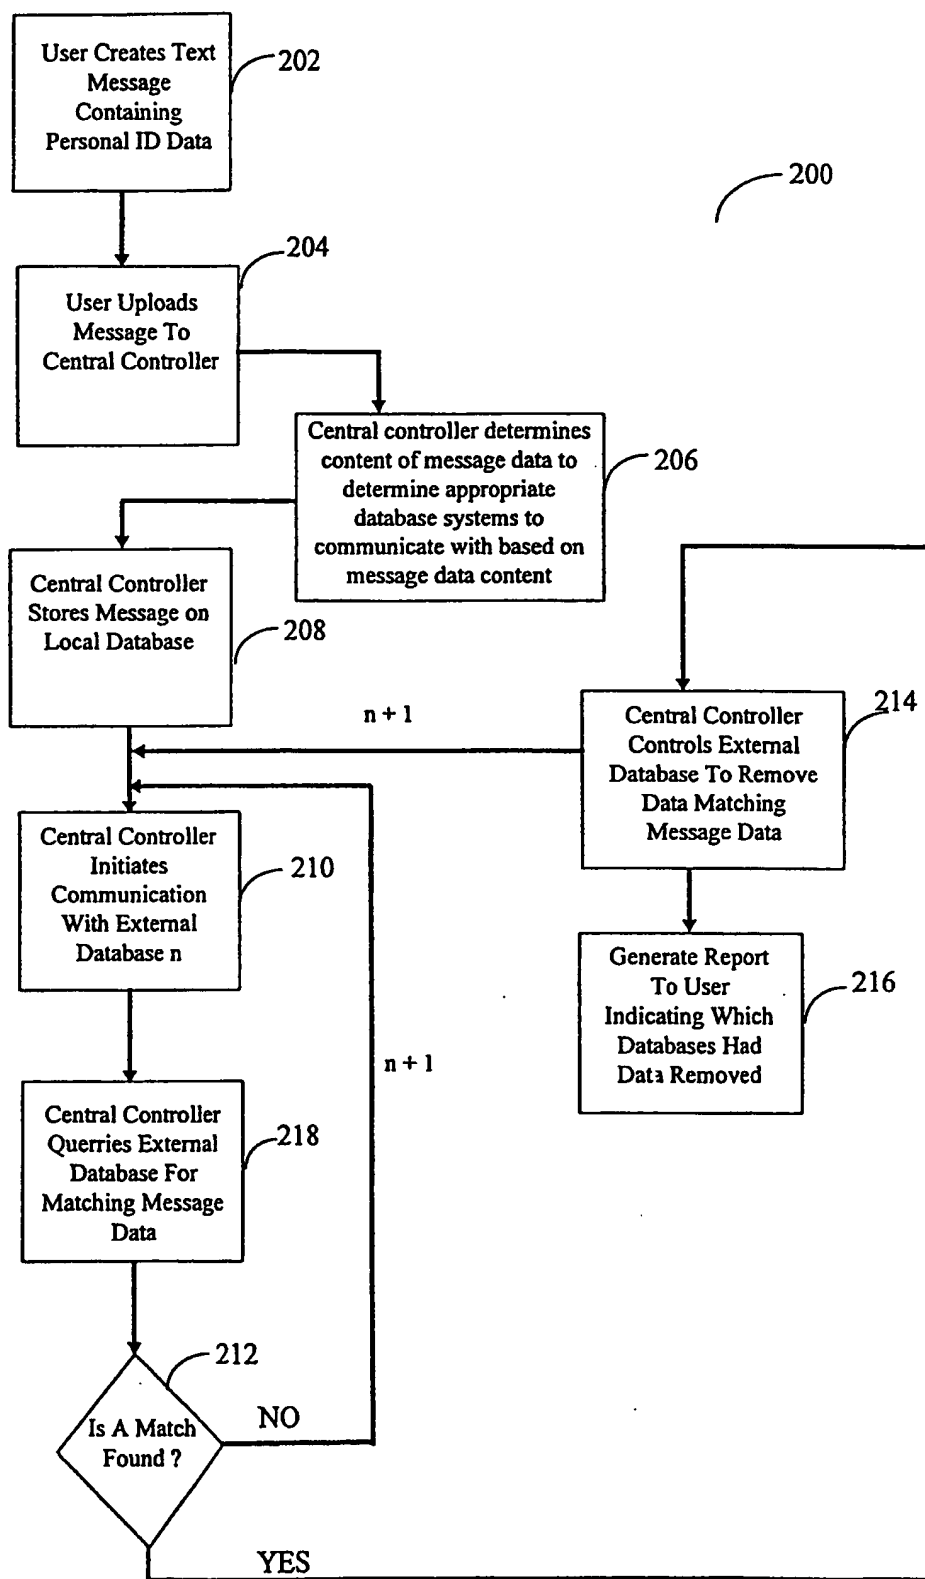 User Creates Text
Message
Containing
Personal ID Data
202
200
204
User Uploads
Message To
Central Controller
Central controller determines
content of message data to
determine appropriate
database systems to
communicate with based on
message data content
206
Central Controller
Stores Message on
Local Database
208
n + 1
Central Controller
Controls External
Database To Remove
Data Matching
Message Data
214
Central Controller
Initiates
Communication
With External
Database n
210
Generate Report
To User
Indicating Which
Databases Had
Data Removed
216
n + 1
Central Controller
Querries External
Database For
Matching Message
Data
218
212
Is A Match
Found ?
NO
YES